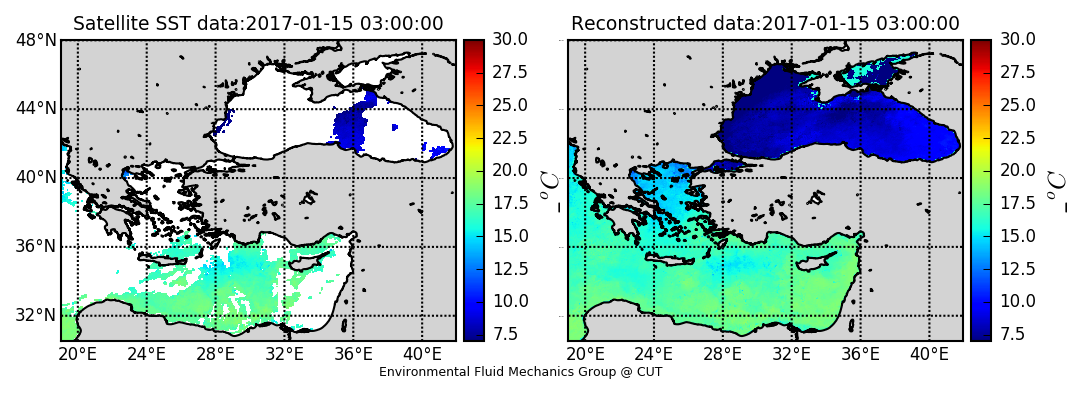 Satellite SST data:2017-01-15 03:00:00
48°N
44°N
40°N
36°N
32°N
20°E 24°E 28°E 32°E 36°E 40°E
30.0
27.5
25.0
22.5
20.0
17.5
15.0
12.5
10.0
7.5
_°C
Reconstructed data:2017-01-15 03:00:00
20°E 24°E 28°E 32°E 36°E 40°E
30.0
27.5
25.0
22.5
20.0
17.5
15.0
12.5
10.0
7.5
_°C
Environmental Fluid Mechanics Group @ CUT